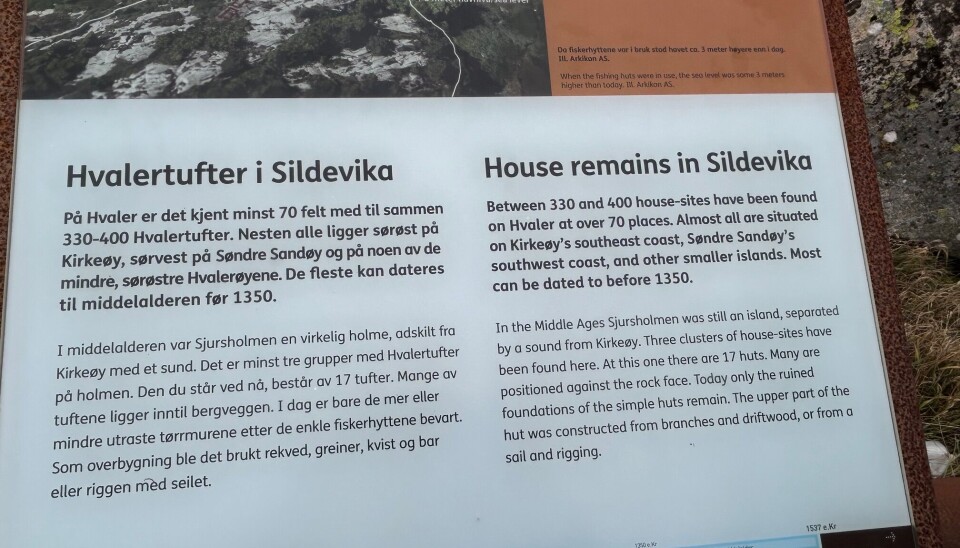 Da fiskerhyttene var i bruk stod havet ca. 3 meter høyere enn i dag.
Ill. Arkikon AS.
When the fishing huts were in use, the sea level was some 3 meters
higher than today. Ill. Arkikon AS.
Hvalertufter i Sildevika
På Hvaler er det kjent minst 70 felt med til sammen
330-400 Hvalertufter. Nesten alle ligger sørøst på
Kirkeøy, sørvest på Søndre Sandøy og på noen av de
mindre, sørøstre Hvalerøyene. De fleste kan dateres
til middelalderen før 1350.
I middelalderen var Sjursholmen en virkelig holme, adskilt fra
Kirkeøy med et sund. Det er minst tre grupper med Hvalertufter
på holmen. Den du står ved nå, består av 17 tufter. Mange av
tuftene ligger inntil bergveggen. I dag er bare de mer eller
mindre utraste tørrmurene etter de enkle fiskerhyttene bevart.
Som overbygning ble det brukt rekved, greiner, kvist og bar
eller riggen med seilet.
House remains in Sildevika
Between 330 and 400 house-sites have been found
on Hvaler at over 70 places. Almost all are situated
on Kirkeøy's southeast coast, Søndre Sandøy's
southwest coast, and other smaller islands. Most
can be dated to before 1350.
In the Middle Ages Sjursholmen was still an island, separated
by a sound from Kirkeøy. Three clusters of house-sites have
been found here. At this one there are 17 huts. Many are
positioned against the rock face. Today only the ruined
foundations of the simple huts remain. The upper part of the
hut was constructed from branches and driftwood, or from a
sail and rigging.
1350 e.Kr
1537 e.Kr